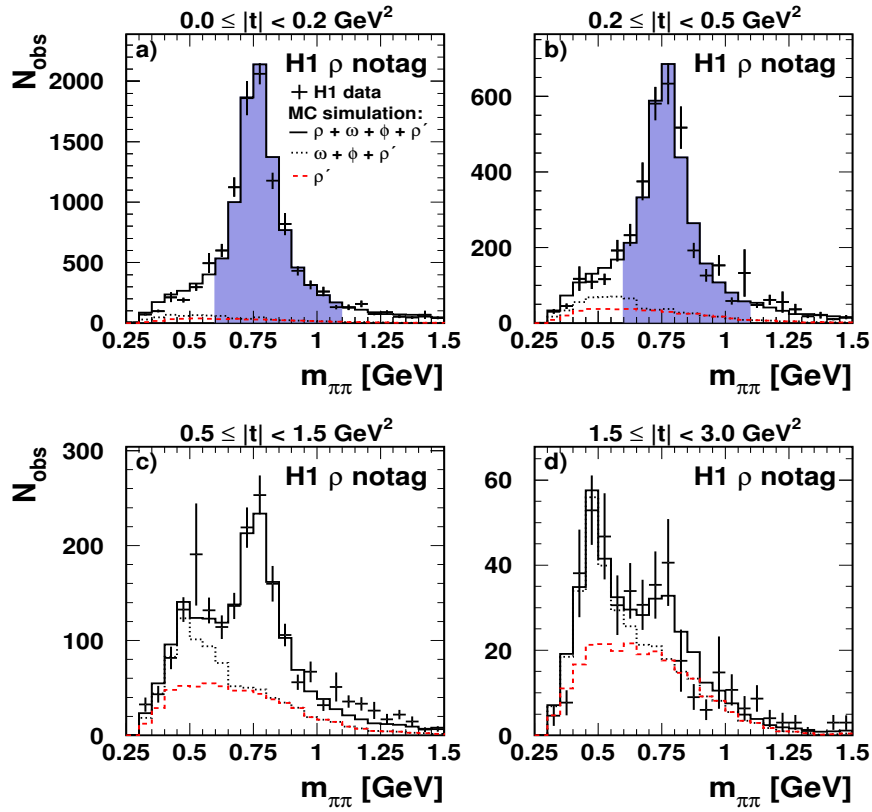 0.0 ≤ |t| < 0.2 GeV²
a)
H1 ρ notag
H1 data
MC simulation:
ρ + ω + φ + ρ′
ω + φ + ρ′
ρ′
N_obs
2000
1500
1000
500
0
0.25 0.5 0.75 1 1.25 1.5
m_ππ [GeV]
0.2 ≤ |t| < 0.5 GeV²
b)
H1 ρ notag
600
400
200
0
0.25 0.5 0.75 1 1.25 1.5
m_ππ [GeV]
0.5 ≤ |t| < 1.5 GeV²
c)
H1 ρ notag
N_obs
300
200
100
0
0.25 0.5 0.75 1 1.25 1.5
m_ππ [GeV]
1.5 ≤ |t| < 3.0 GeV²
d)
H1 ρ notag
60
40
20
0
0.25 0.5 0.75 1 1.25 1.5
m_ππ [GeV]